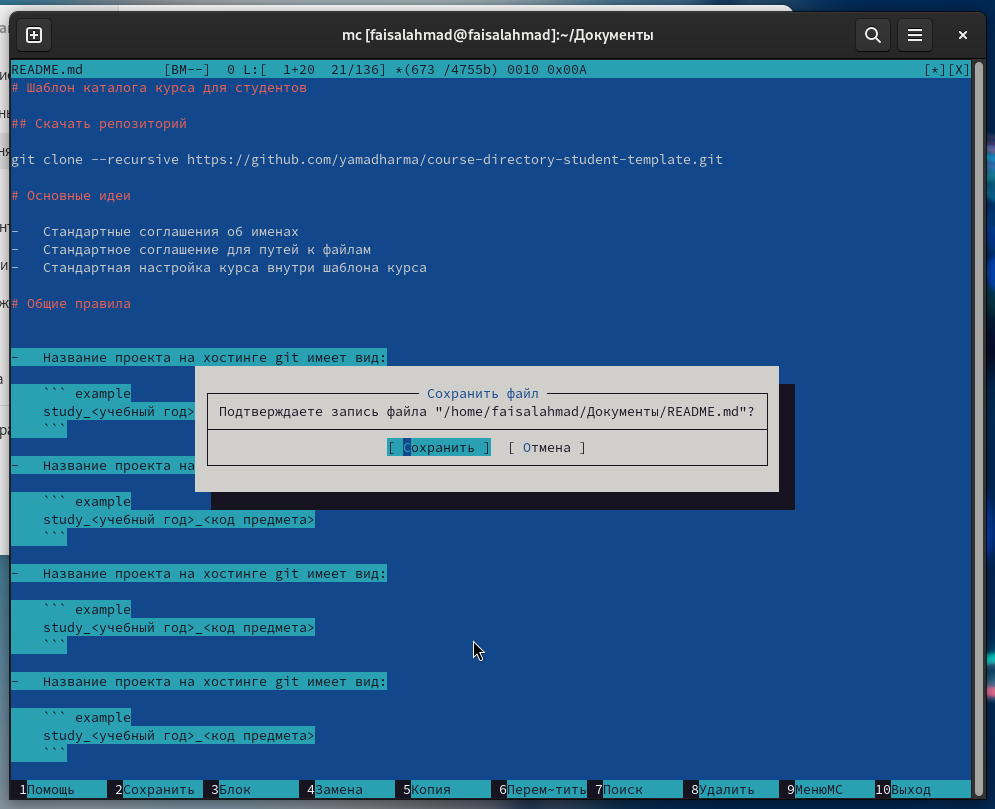 mc [faisalahmad@faisalahmad]:~/Документы
README.md [BM--] 0 L:[ 1+20 21/136] *(673 /4755b) 0010 0x00A [*][X]
# Шаблон каталога курса для студентов
## Скачать репозиторий
git clone --recursive https://github.com/yamadharma/course-directory-student-template.git
# Основные идеи
- Стандартные соглашения об именах
- Стандартное соглашение для путей к файлам
- Стандартная настройка курса внутри шаблона курса
# Общие правила
- Название проекта на хостинге git имеет вид:
``` example
study_<учебный год>
```
- Название проекта на
``` example
study_<учебный год>_<код предмета>
```
- Название проекта на хостинге git имеет вид:
``` example
study_<учебный год>_<код предмета>
```
- Название проекта на хостинге git имеет вид:
``` example
study_<учебный год>_<код предмета>
```
Сохранить файл
Подтверждаете запись файла "/home/faisalahmad/Документы/README.md"?
[ Сохранить ] [ Отмена ]
1Помощь 2Сохранить 3Блок 4Замена 5Копия 6Перем~тить 7Поиск 8Удалить 9МенюMC 10Выход